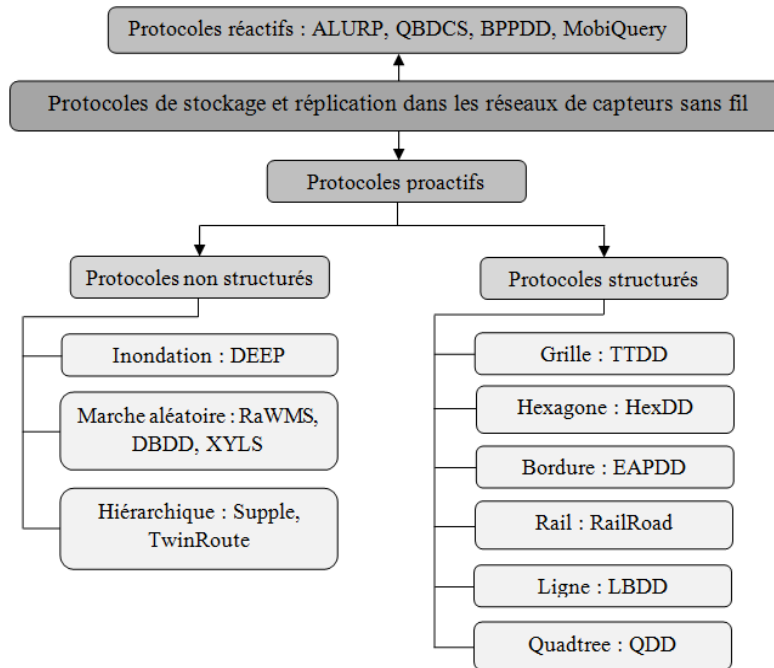 Protocoles réactifs : ALURP, QBDCS, BPPDD, MobiQuery
Protocoles de stockage et réplication dans les réseaux de capteurs sans fil
Protocoles proactifs
Protocoles non structurés
Inondation : DEEP
Marche aléatoire : RaWMS,
DBDD, XYLS
Hiérarchique : Supple,
TwinRoute
Protocoles structurés
Grille : TTDD
Hexagone : HexDD
Bordure : EAPDD
Rail : RailRoad
Ligne : LBDD
Quadtree : QDD